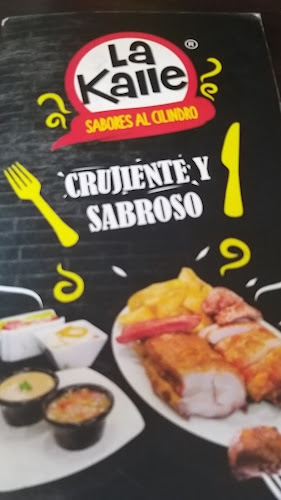 La
Kalle ®
SABORES AL CILINDRO
CRUJIENTE Y
SABROSO